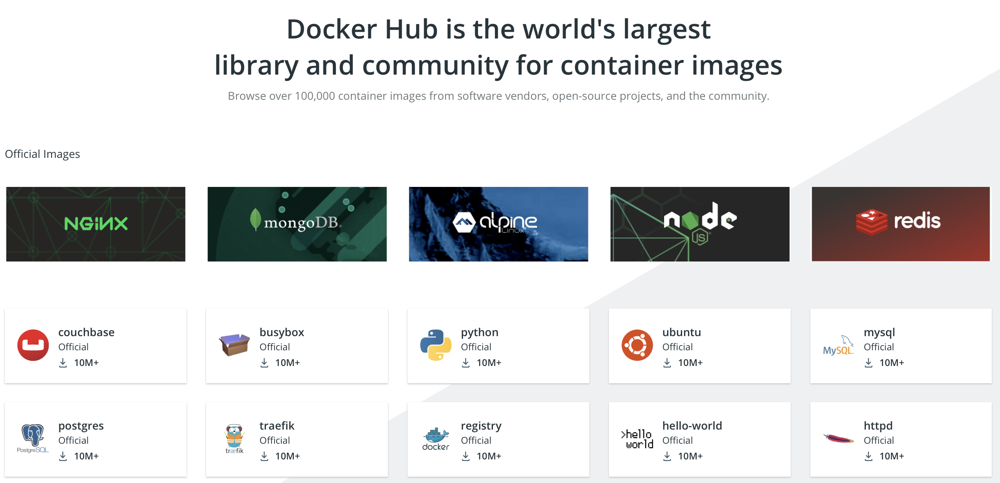 Docker Hub is the world's largest
library and community for container images
Browse over 100,000 container images from software vendors, open-source projects, and the community.
Official Images
NGINX
mongoDB®
alpine
Linux
node
JS®
redis
couchbase
Official
10M+
busybox
Official
10M+
python
Official
10M+
ubuntu
Official
10M+
MySQL™
mysql
Official
10M+
PostgreSQL
postgres
Official
10M+
træfik
traefik
Official
10M+
docker
registry
Official
10M+
>hello
world
hello-world
Official
10M+
httpd
Official
10M+